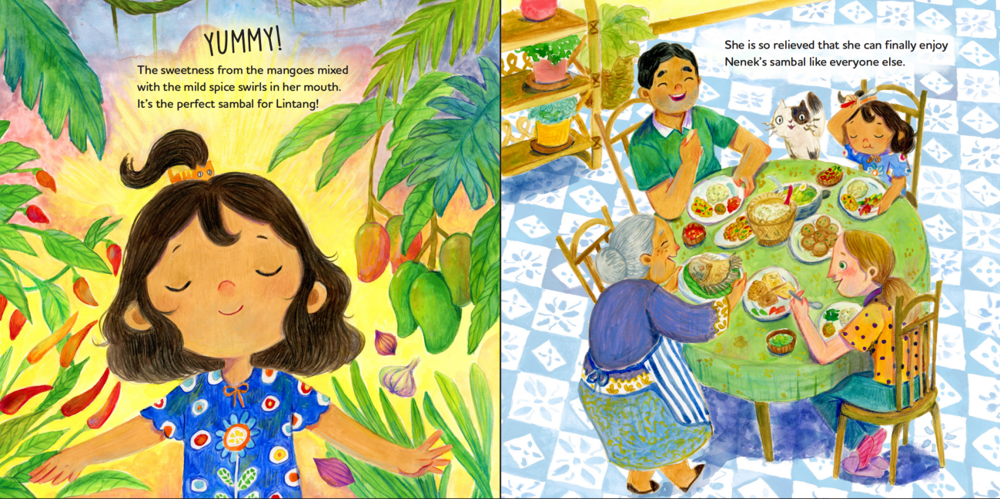 YUMMY!
The sweetness from the mangoes mixed
with the mild spice swirls in her mouth.
It's the perfect sambal for Lintang!
She is so relieved that she can finally enjoy
Nenek's sambal like everyone else.